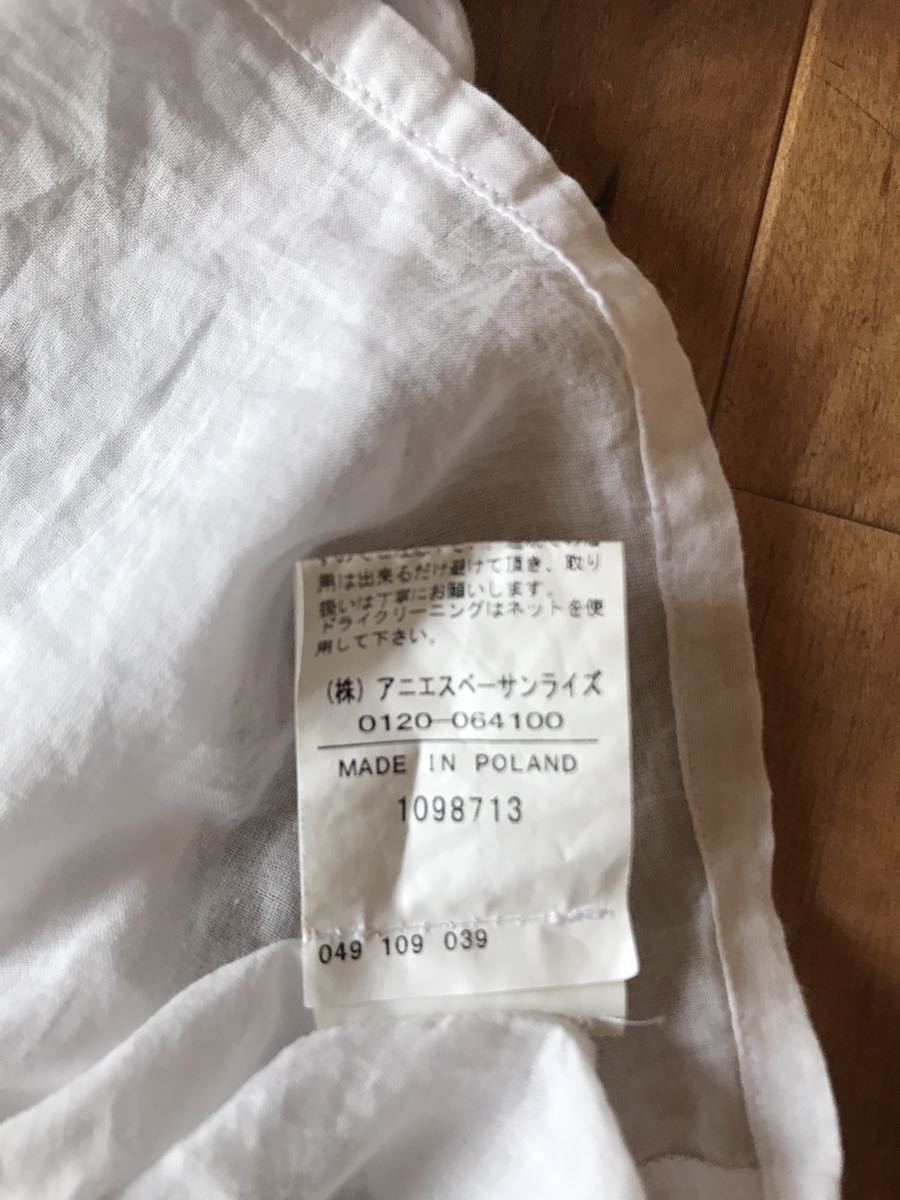 用は出来るだけ避けて頂き、取り
扱いは丁寧にお願いします。
ドライクリーニングはネットを使
用して下さい。
(株) アニエスベーサンライズ
0120-064100
MADE IN POLAND
1098713
049 109 039